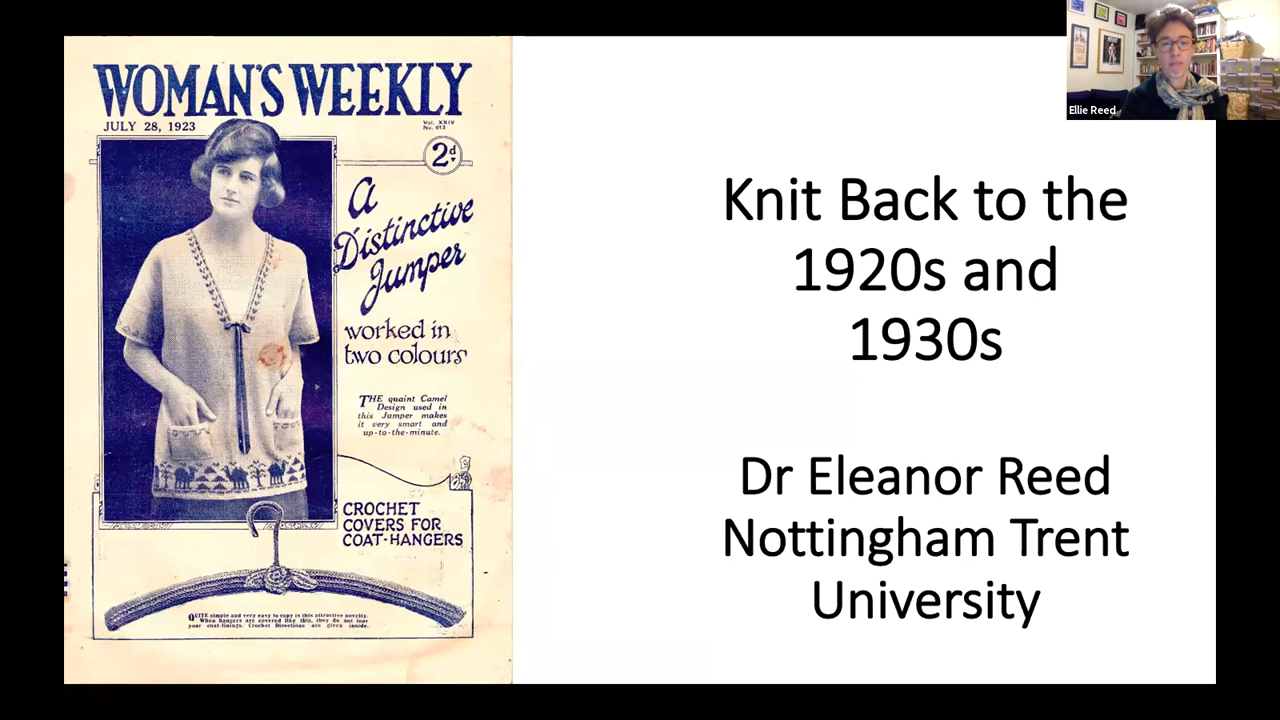 WOMAN'S WEEKLY
JULY 28, 1923
Vol. XXIV
No. 613
2d.
A
Distinctive
Jumper
worked in
two colours
THE quaint Camel
Design used in
this Jumper makes
it very smart and
up-to-the-minute.
CROCHET
COVERS FOR
COAT-HANGERS
QUITE simple and very easy to copy is this attractive novelty.
When hangers are covered like this, they do not tear
your coat-linings. Crochet Directions are given inside.
Knit Back to the
1920s and
1930s
Dr Eleanor Reed
Nottingham Trent
University
Ellie Reed